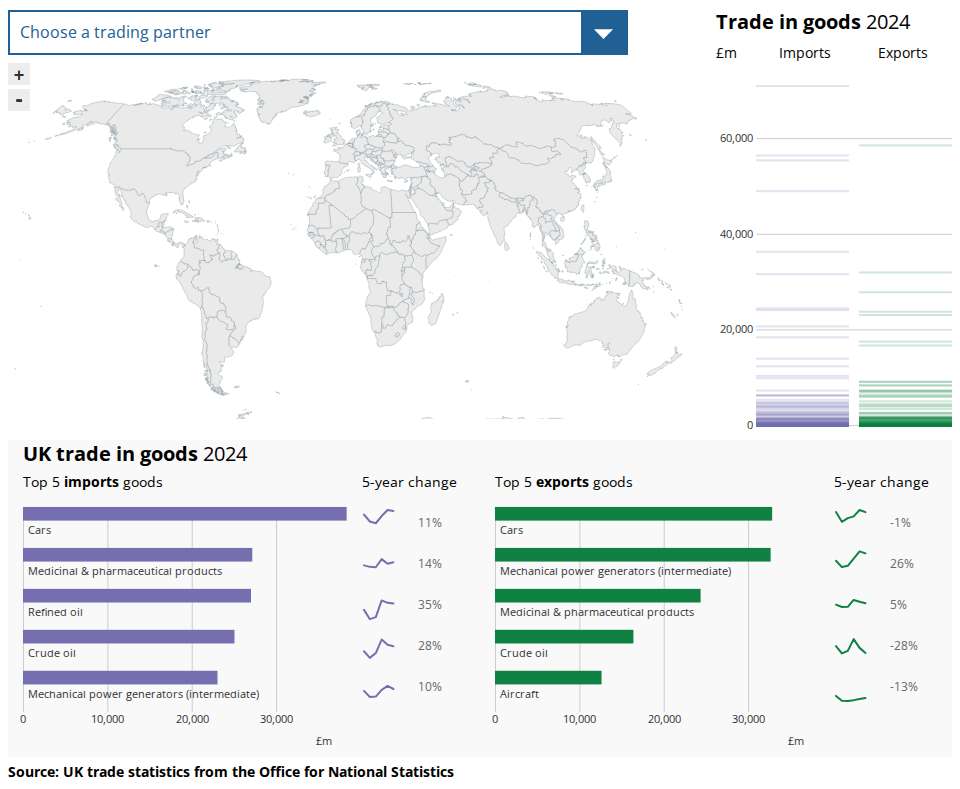 Choose a trading partner
+
-
Trade in goods 2024
£m Imports Exports
60,000
40,000
20,000
0
UK trade in goods 2024
Top 5 imports goods 5-year change
Cars 11%
Medicinal & pharmaceutical products 14%
Refined oil 35%
Crude oil 28%
Mechanical power generators (intermediate) 10%
0 10,000 20,000 30,000
£m
Top 5 exports goods 5-year change
Cars -1%
Mechanical power generators (intermediate) 26%
Medicinal & pharmaceutical products 5%
Crude oil -28%
Aircraft -13%
0 10,000 20,000 30,000
£m
Source: UK trade statistics from the Office for National Statistics